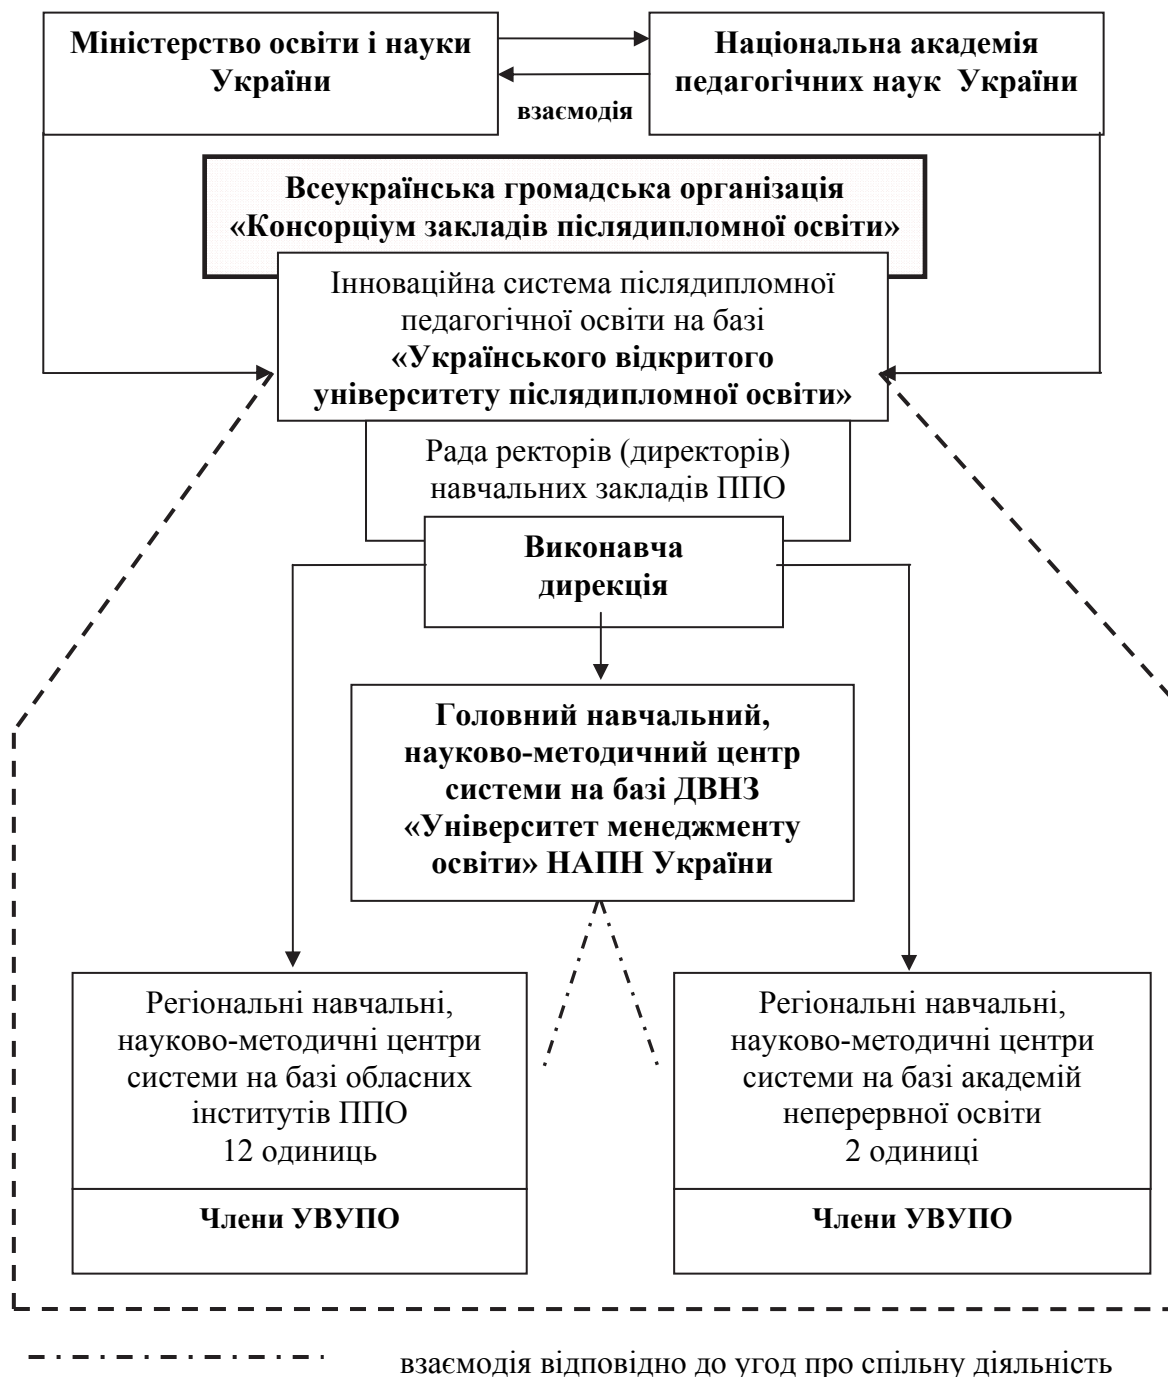 Міністерство освіти і науки
України
Національна академія
педагогічних наук України
взаємодія
Всеукраїнська громадська організація
«Консорціум закладів післядипломної освіти»
Інноваційна система післядипломної
педагогічної освіти на базі
«Українського відкритого
університету післядипломної освіти»
Рада ректорів (директорів)
навчальних закладів ППО
Виконавча
дирекція
Головний навчальний,
науково-методичний центр
системи на базі ДВНЗ
«Університет менеджменту
освіти» НАПН України
Регіональні навчальні,
науково-методичні центри
системи на базі обласних
інститутів ППО
12 одиниць
Члени УВУПО
Регіональні навчальні,
науково-методичні центри
системи на базі академій
неперервної освіти
2 одиниці
Члени УВУПО
взаємодія відповідно до угод про спільну діяльність